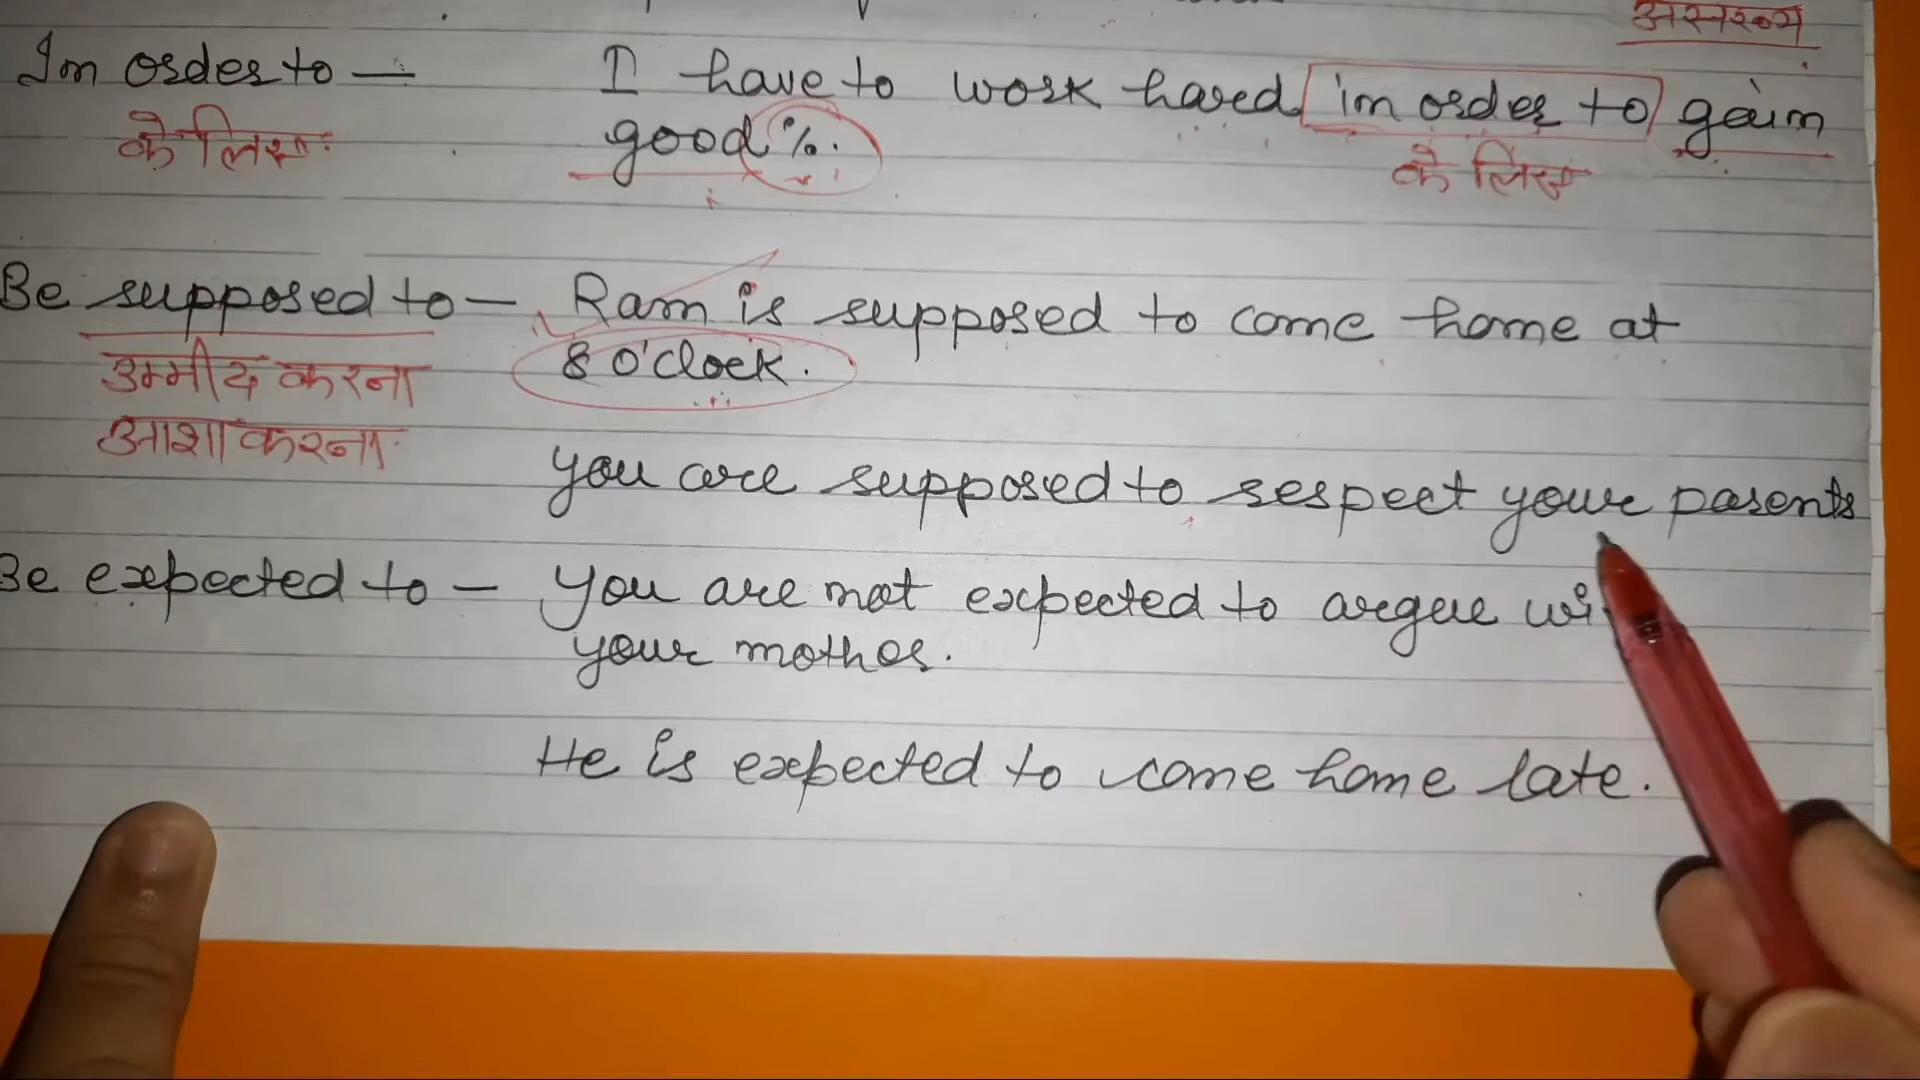 In order to — I have to work hard in order to gain
के लिए good %. के लिए
Be supposed to — Ram is supposed to come home at
उम्मीद करना 8 o'clock.
आशा करना
you are supposed to respect your parents
Be expected to — You are not expected to argue
your mother.
He is expected to come home late.